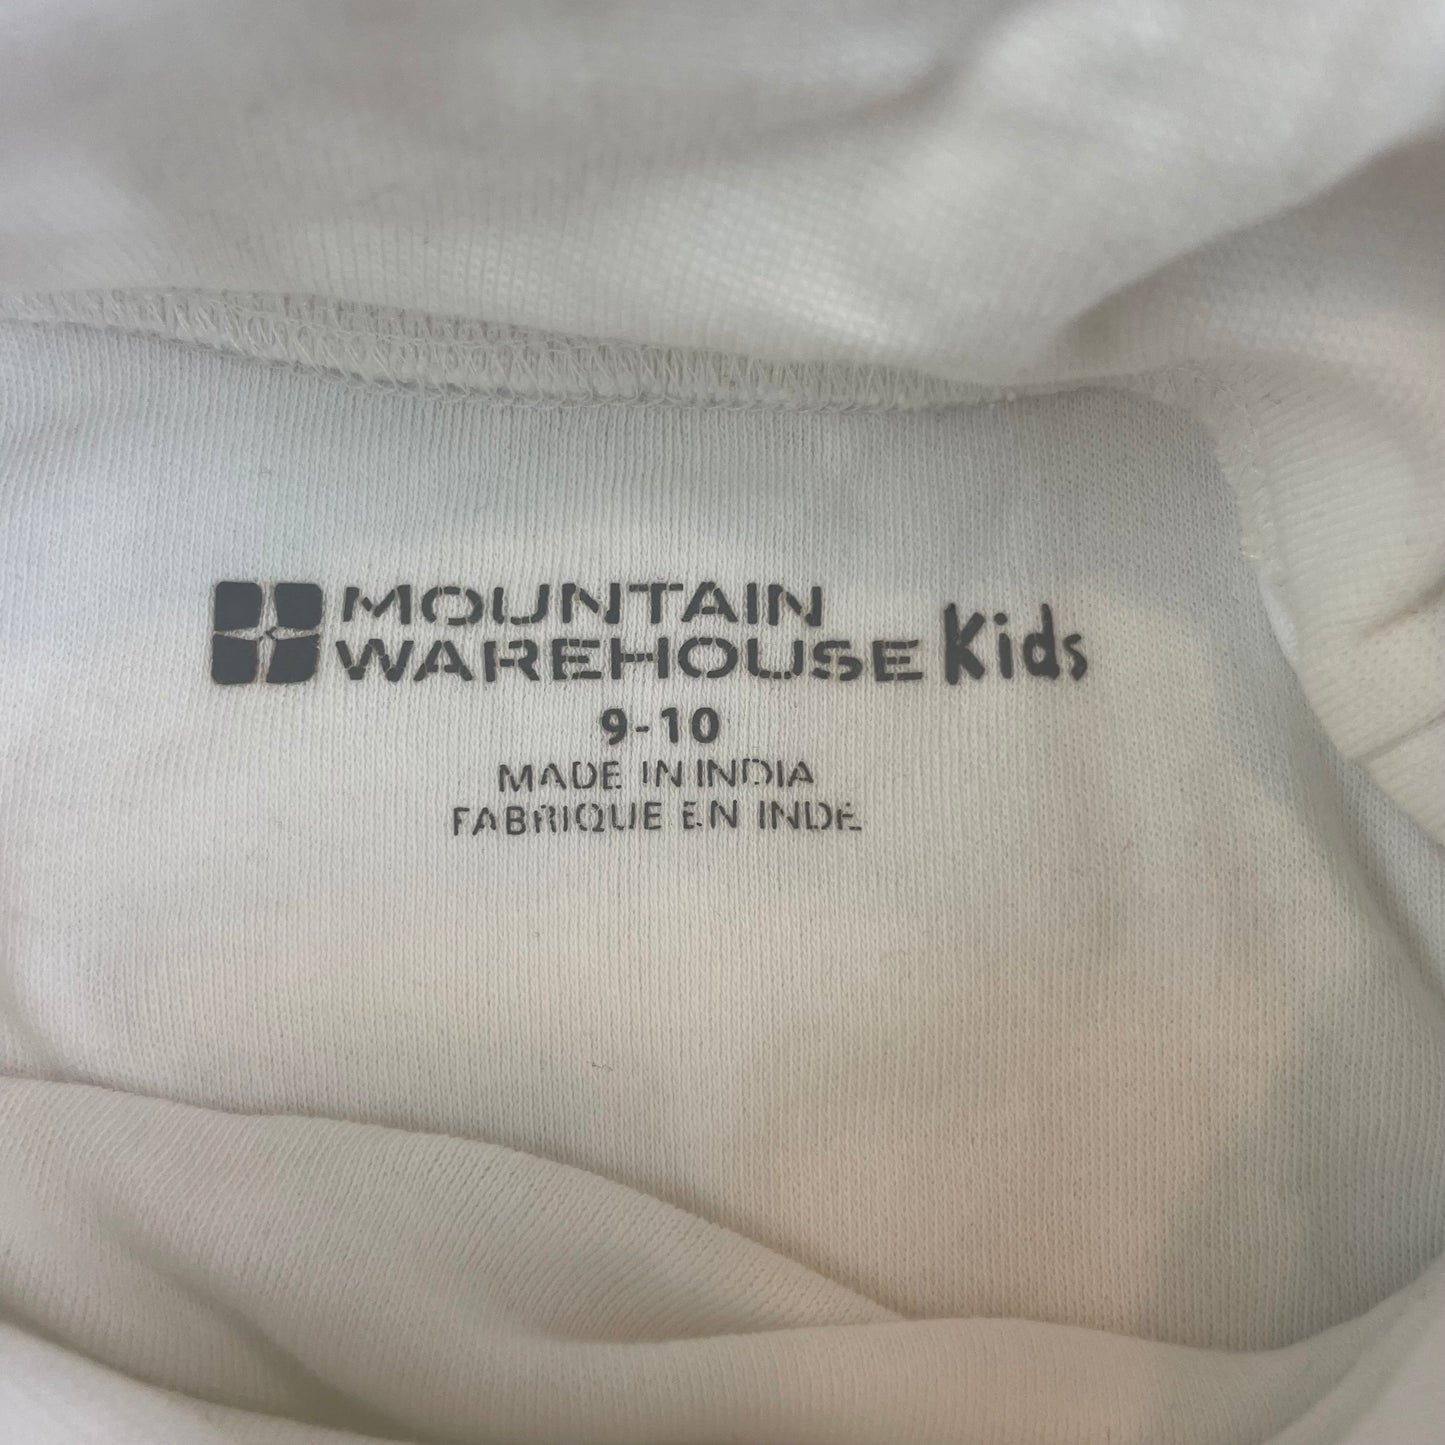 MOUNTAIN
WAREHOUSE Kids
9-10
MADE IN INDIA
FABRIQUE EN INDE